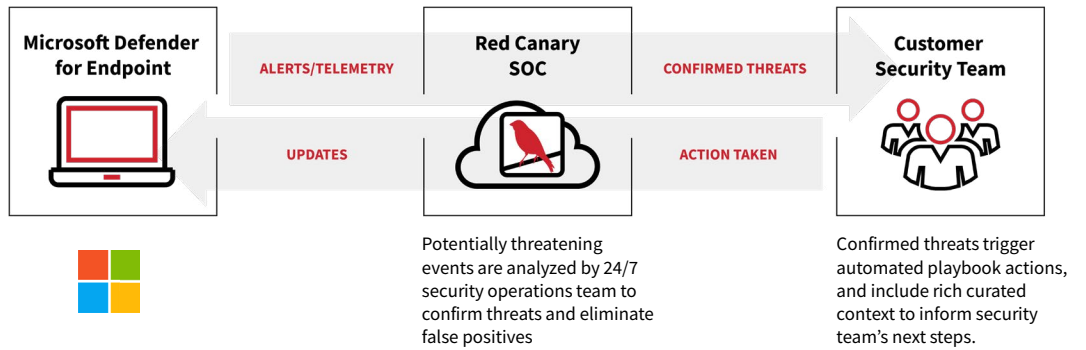 Microsoft Defender
for Endpoint
ALERTS/TELEMETRY
Red Canary
SOC
CONFIRMED THREATS
Customer
Security Team
UPDATES
ACTION TAKEN
Potentially threatening
events are analyzed by 24/7
security operations team to
confirm threats and eliminate
false positives
Confirmed threats trigger
automated playbook actions,
and include rich curated
context to inform security
team’s next steps.